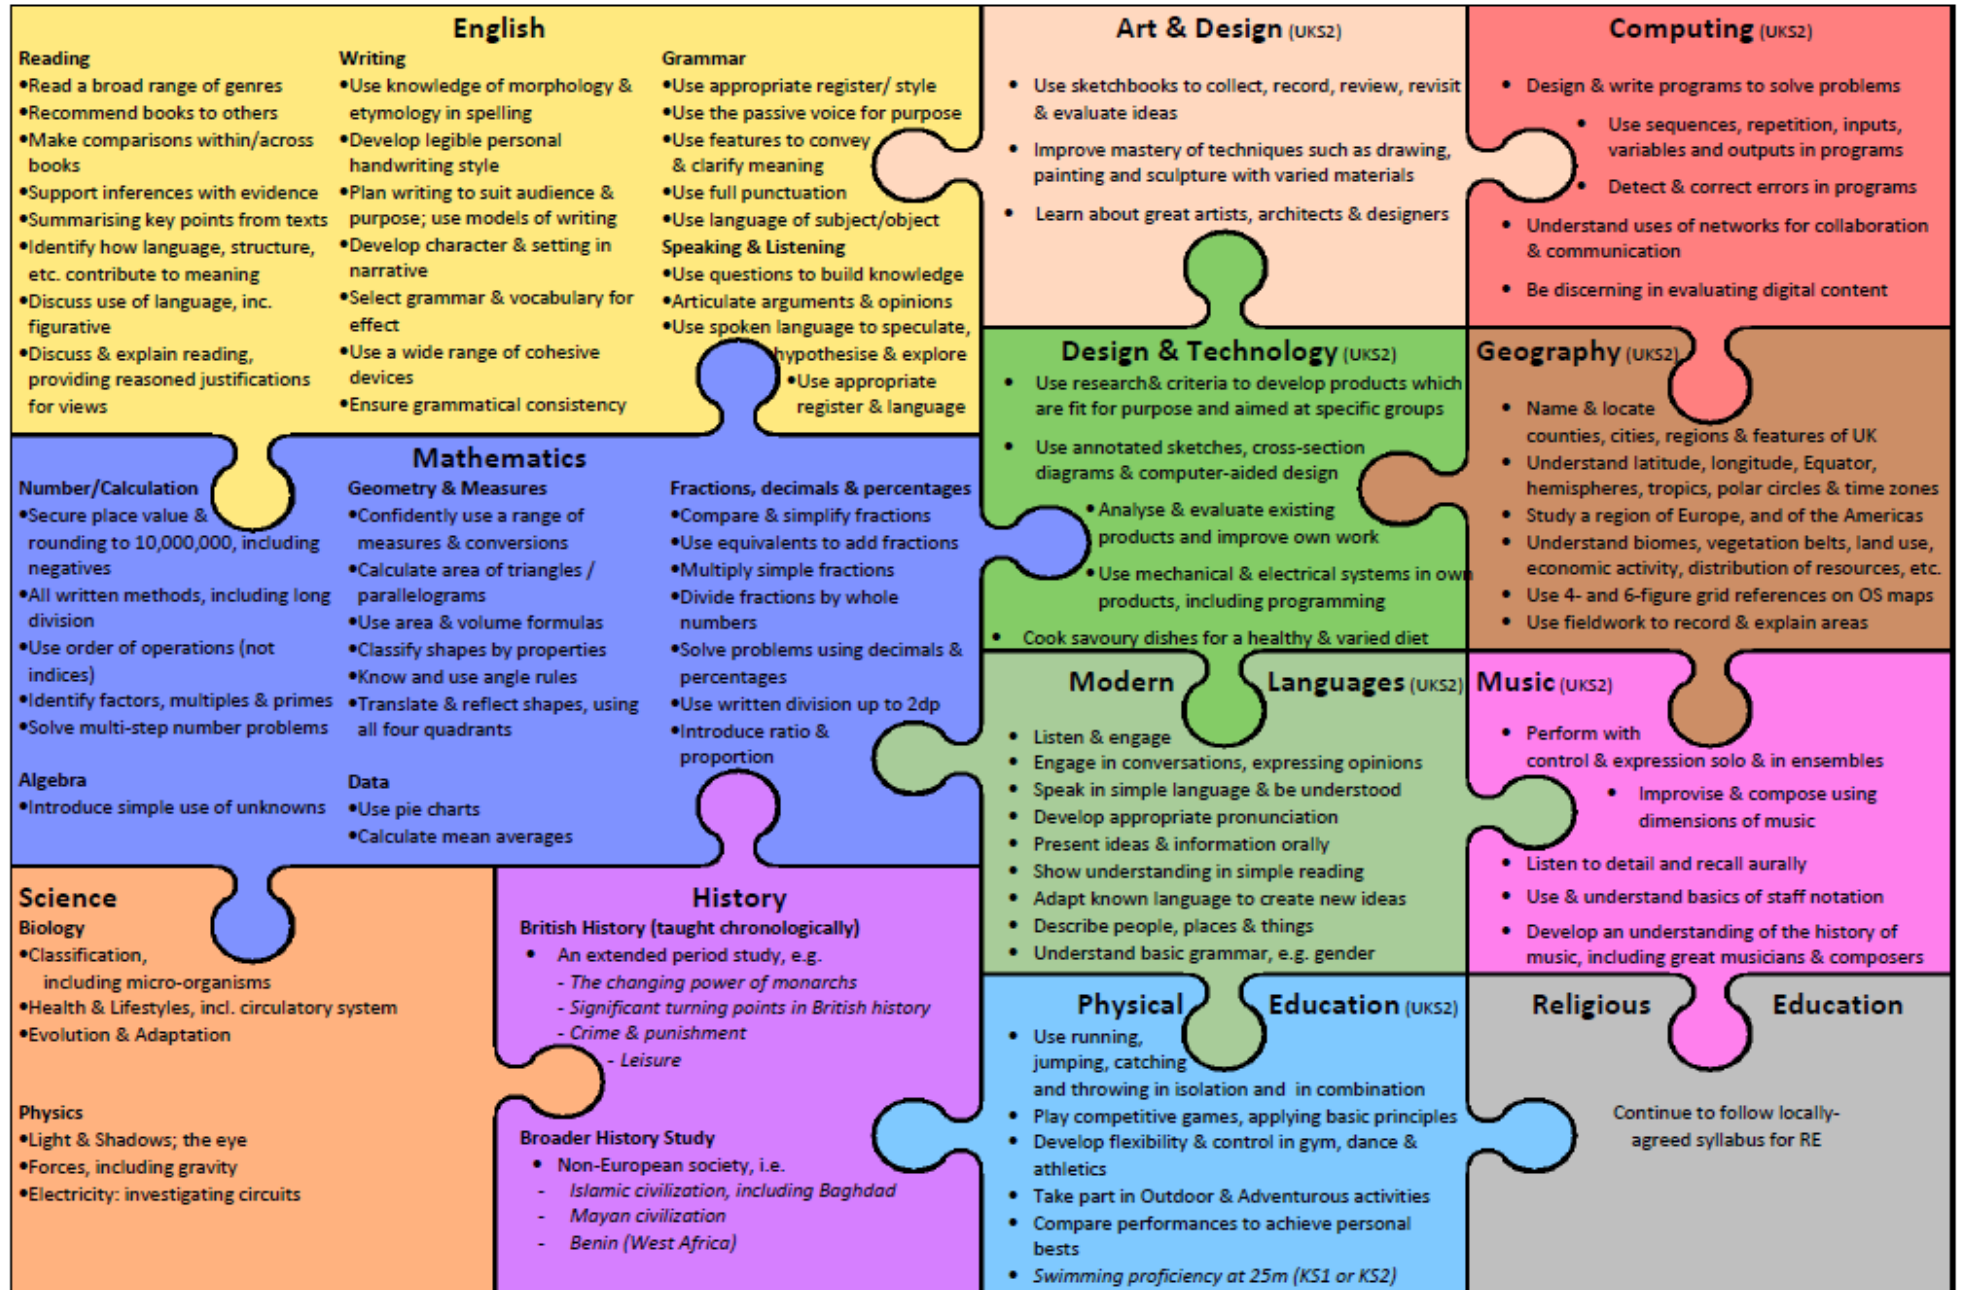 English
Reading
•Read a broad range of genres
•Recommend books to others
•Make comparisons within/across
books
•Support inferences with evidence
•Summarising key points from texts
•Identify how language, structure,
etc. contribute to meaning
•Discuss use of language, inc.
figurative
•Discuss & explain reading,
providing reasoned justifications
for views
Writing
•Use knowledge of morphology &
etymology in spelling
•Develop legible personal
handwriting style
•Plan writing to suit audience &
purpose; use models of writing
•Develop character & setting in
narrative
•Select grammar & vocabulary for
effect
•Use a wide range of cohesive
devices
•Ensure grammatical consistency
Grammar
•Use appropriate register/ style
•Use the passive voice for purpose
•Use features to convey
& clarify meaning
•Use full punctuation
•Use language of subject/object
Speaking & Listening
•Use questions to build knowledge
•Articulate arguments & opinions
•Use spoken language to speculate,
hypothesise & explore
•Use appropriate
register & language
Art & Design (UKS2)
• Use sketchbooks to collect, record, review, revisit
& evaluate ideas
• Improve mastery of techniques such as drawing,
painting and sculpture with varied materials
• Learn about great artists, architects & designers
Computing (UKS2)
• Design & write programs to solve problems
• Use sequences, repetition, inputs,
variables and outputs in programs
• Detect & correct errors in programs
• Understand uses of networks for collaboration
& communication
• Be discerning in evaluating digital content
Mathematics
Number/Calculation
•Secure place value &
rounding to 10,000,000, including
negatives
•All written methods, including long
division
•Use order of operations (not
indices)
•Identify factors, multiples & primes
•Solve multi-step number problems
Algebra
•Introduce simple use of unknowns
Geometry & Measures
•Confidently use a range of
measures & conversions
•Calculate area of triangles /
parallelograms
•Use area & volume formulas
•Classify shapes by properties
•Know and use angle rules
•Translate & reflect shapes, using
all four quadrants
Data
•Use pie charts
•Calculate mean averages
Fractions, decimals & percentages
•Compare & simplify fractions
•Use equivalents to add fractions
•Multiply simple fractions
•Divide fractions by whole
numbers
•Solve problems using decimals &
percentages
•Use written division up to 2dp
•Introduce ratio &
proportion
Design & Technology (UKS2)
• Use research& criteria to develop products which
are fit for purpose and aimed at specific groups
• Use annotated sketches, cross-section
diagrams & computer-aided design
•Analyse & evaluate existing
products and improve own work
•Use mechanical & electrical systems in own
products, including programming
• Cook savoury dishes for a healthy & varied diet
Geography (UKS2)
• Name & locate
counties, cities, regions & features of UK
• Understand latitude, longitude, Equator,
hemispheres, tropics, polar circles & time zones
• Study a region of Europe, and of the Americas
• Understand biomes, vegetation belts, land use,
economic activity, distribution of resources, etc.
• Use 4- and 6-figure grid references on OS maps
• Use fieldwork to record & explain areas
Modern Languages (UKS2)
• Listen & engage
• Engage in conversations, expressing opinions
• Speak in simple language & be understood
• Develop appropriate pronunciation
• Present ideas & information orally
• Show understanding in simple reading
• Adapt known language to create new ideas
• Describe people, places & things
• Understand basic grammar, e.g. gender
Music (UKS2)
• Perform with
control & expression solo & in ensembles
• Improvise & compose using
dimensions of music
• Listen to detail and recall aurally
• Use & understand basics of staff notation
• Develop an understanding of the history of
music, including great musicians & composers
Science
Biology
•Classification,
including micro-organisms
•Health & Lifestyles, incl. circulatory system
•Evolution & Adaptation
Physics
•Light & Shadows; the eye
•Forces, including gravity
•Electricity: investigating circuits
History
British History (taught chronologically)
• An extended period study, e.g.
- The changing power of monarchs
- Significant turning points in British history
- Crime & punishment
- Leisure
Broader History Study
• Non-European society, i.e.
- Islamic civilization, including Baghdad
- Mayan civilization
- Benin (West Africa)
Physical Education (UKS2)
• Use running,
jumping, catching
and throwing in isolation and in combination
• Play competitive games, applying basic principles
• Develop flexibility & control in gym, dance &
athletics
• Take part in Outdoor & Adventurous activities
• Compare performances to achieve personal
bests
• Swimming proficiency at 25m (KS1 or KS2)
Religious Education
Continue to follow locally-
agreed syllabus for RE